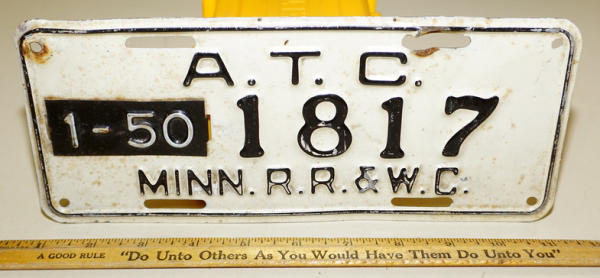 A.T.C.
1-50 1817
MINN.R.R.&W.C.
A GOOD RULE "Do Unto Others As You Would Have Them Do Unto You"